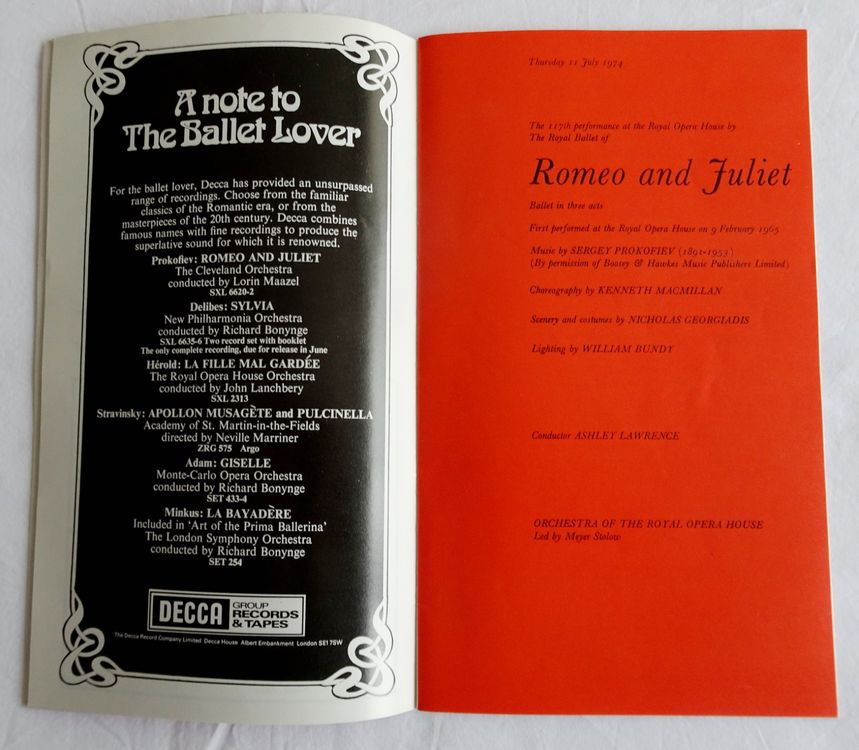 A note to
The Ballet Lover
For the ballet lover, Decca has provided an unsurpassed
range of recordings. Choose from the familiar
classics of the Romantic era, or from the
masterpieces of the 20th century. Decca combines
famous names with fine recordings to produce the
superlative sound for which it is renowned.
Prokofiev: ROMEO AND JULIET
The Cleveland Orchestra
conducted by Lorin Maazel
SXL 6620-2
Delibes: SYLVIA
New Philharmonia Orchestra
conducted by Richard Bonynge
SXL 6635-6 Two record set with booklet
The only complete recording, due for release in June
Hérold: LA FILLE MAL GARDÉE
The Royal Opera House Orchestra
conducted by John Lanchbery
SXL 2313
Stravinsky: APOLLON MUSAGÈTE and PULCINELLA
Academy of St. Martin-in-the-Fields
directed by Neville Marriner
ZRG 575 Argo
Adam: GISELLE
Monte-Carlo Opera Orchestra
conducted by Richard Bonynge
SET 433-4
Minkus: LA BAYADÈRE
Included in 'Art of the Prima Ballerina'
The London Symphony Orchestra
conducted by Richard Bonynge
SET 254
DECCA GROUP
RECORDS
& TAPES
The Decca Record Company Limited Decca House Albert Embankment London SE1 7SW
Thursday 11 July 1974
The 117th performance at the Royal Opera House by
The Royal Ballet of
Romeo and Juliet
Ballet in three acts
First performed at the Royal Opera House on 9 February 1965
Music by SERGEY PROKOFIEV (1891-1953)
(By permission of Boosey & Hawkes Music Publishers Limited)
Choreography by KENNETH MACMILLAN
Scenery and costumes by NICHOLAS GEORGIADIS
Lighting by WILLIAM BUNDY
Conductor ASHLEY LAWRENCE
ORCHESTRA OF THE ROYAL OPERA HOUSE
Led by Meyer Stolow